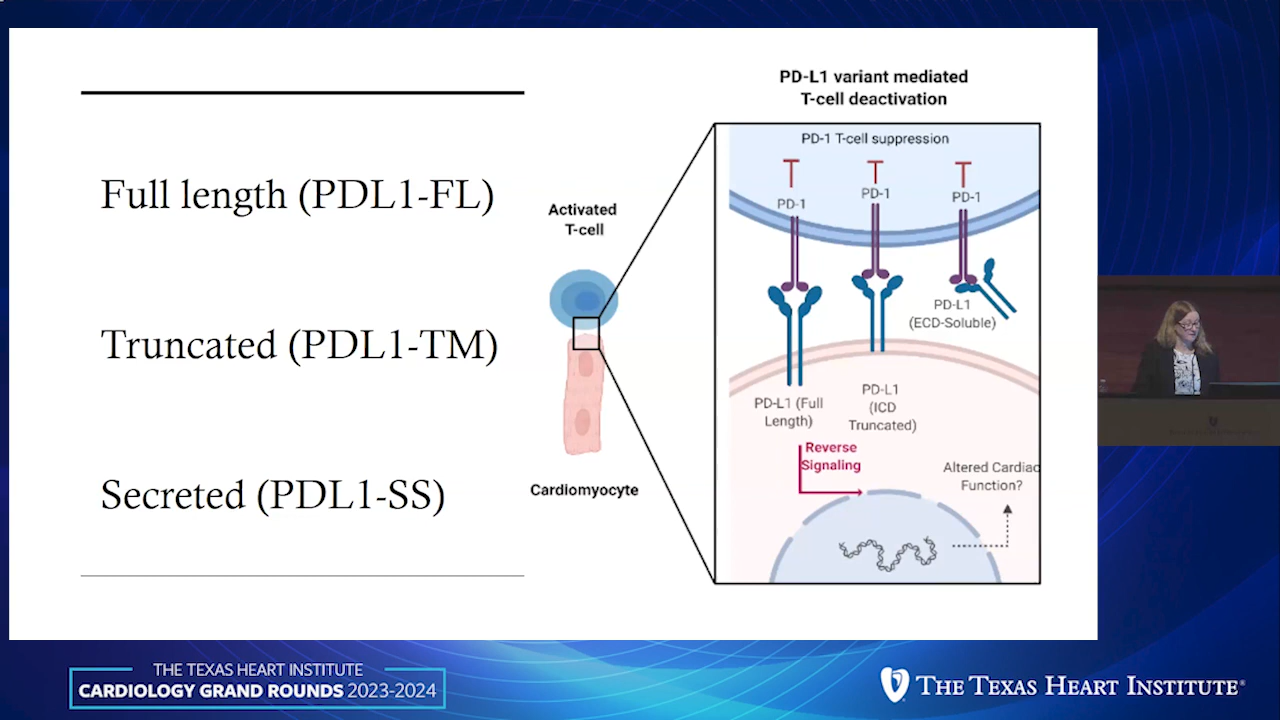 Full length (PDL1-FL)
Truncated (PDL1-TM)
Secreted (PDL1-SS)
Activated
T-cell
Cardiomyocyte
PD-L1 variant mediated
T-cell deactivation
PD-1 T-cell suppression
PD-1
PD-1
PD-1
PD-L1
(ECD-Soluble)
PD-L1 (Full
Length)
PD-L1
(ICD
Truncated)
Reverse
Signaling
Altered Cardiac
Function?
THE TEXAS HEART INSTITUTE
CARDIOLOGY GRAND ROUNDS 2023-2024
THE TEXAS HEART INSTITUTE®